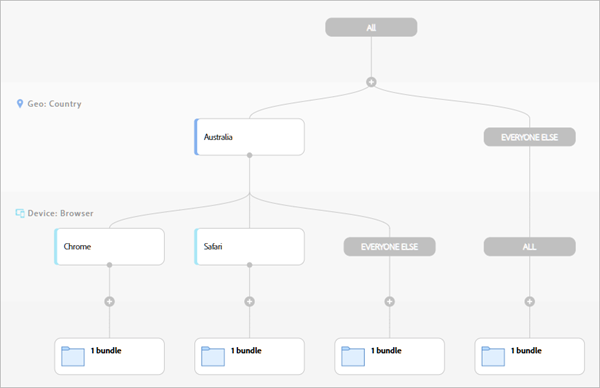 All
Geo: Country
Australia
EVERYONE ELSE
Device: Browser
Chrome
Safari
EVERYONE ELSE
ALL
1 bundle
1 bundle
1 bundle
1 bundle